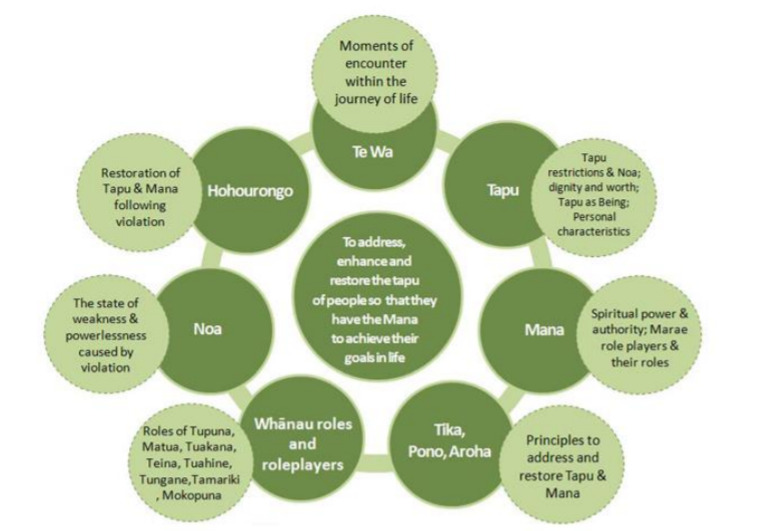 Moments of
encounter
within the
journey of life
Te Wa
Tapu
Tapu
restrictions & Noa;
dignity and worth;
Tapu as Being;
Personal
characteristics
Mana
Spiritual power &
authority; Marae
role players &
their roles
Tika,
Pono, Aroha
Principles to
address and
restore Tapu &
Mana
Whānau roles
and
roleplayers
Roles of Tupuna,
Matua, Tuakana,
Teina, Tuahine,
Tungane,Tamariki
, Mokopuna
Noa
The state of
weakness &
powerlessness
caused by
violation
Hohourongo
Restoration of
Tapu & Mana
following
violation
To address,
enhance and
restore the tapu
of people so that they
have the Mana
to achieve their
goals in life